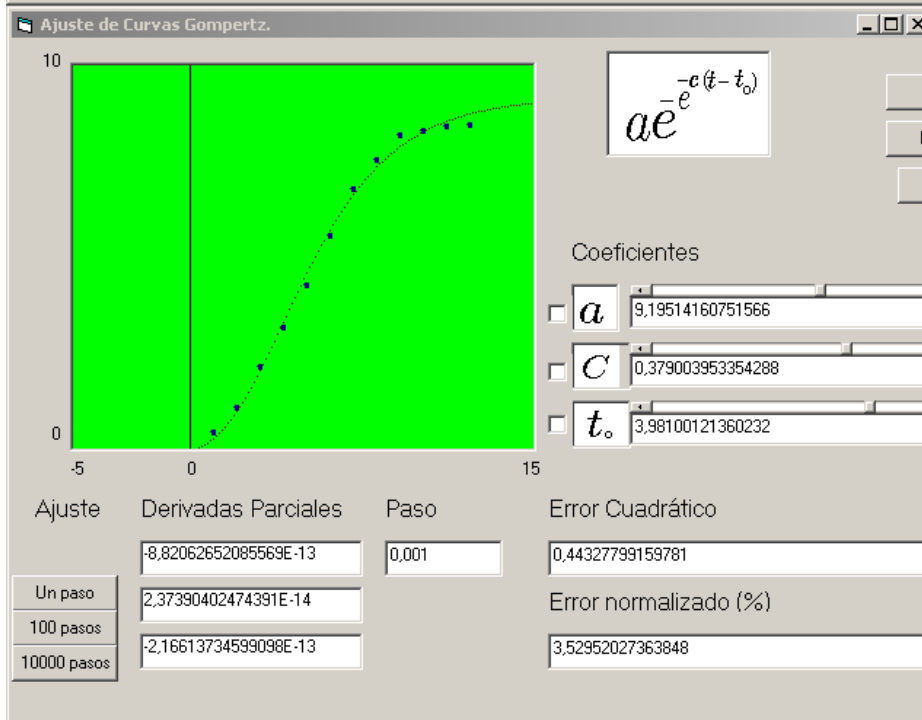 Ajuste de Curvas Gompertz.
10
0
-5 0 15
ae^-e^-c(t-t₀)
Coeficientes
a 9,19514160751566
C 0,379003953354288
t₀ 3,98100121360232
Ajuste Derivadas Parciales Paso Error Cuadrático
-8,82062652085569E-13 0,001 0,44327799159781
Un paso 2,37390402474391E-14 Error normalizado (%)
100 pasos
10000 pasos -2,16613734599098E-13 3,52952027363848